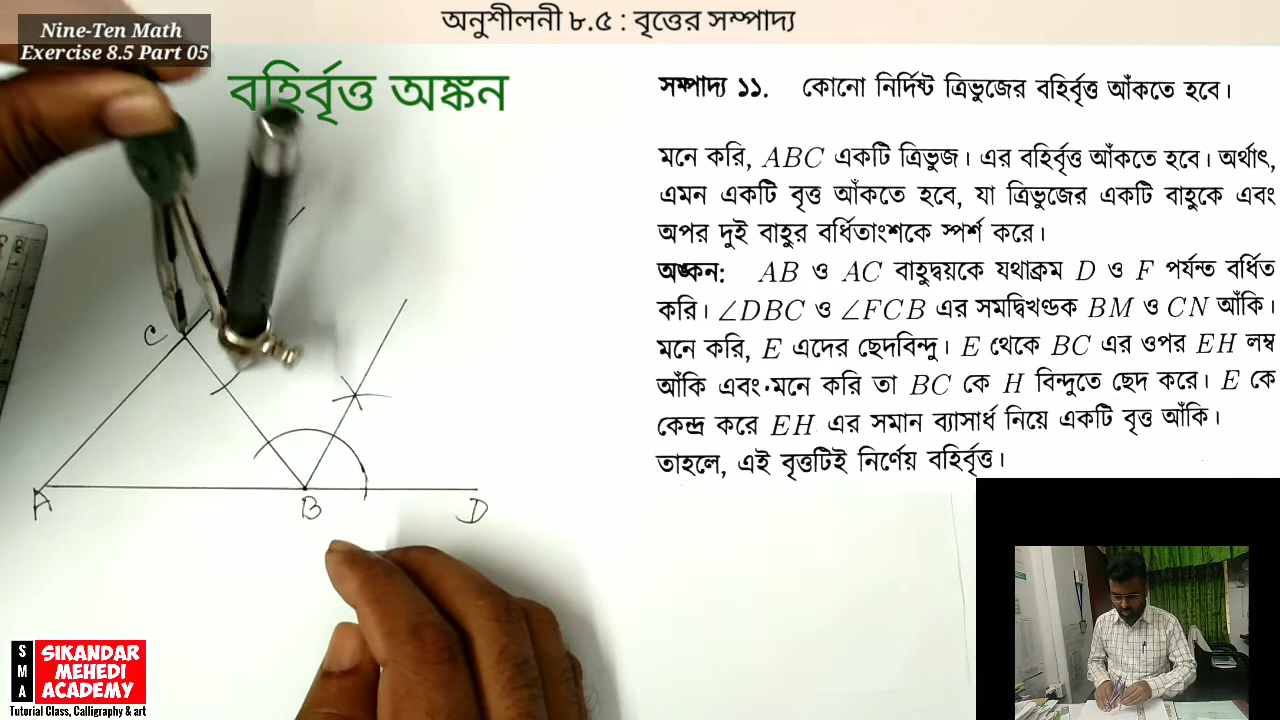 অনুশীলনী ৮.৫ : বৃত্তের সম্পাদ্য
Nine-Ten Math
Exercise 8.5 Part 05
বহির্বৃত্ত অঙ্কন
সম্পাদ্য ১১. কোনো নির্দিষ্ট ত্রিভুজের বহির্বৃত্ত আঁকতে হবে।
মনে করি, ABC একটি ত্রিভুজ। এর বহির্বৃত্ত আঁকতে হবে। অর্থাৎ,
এমন একটি বৃত্ত আঁকতে হবে, যা ত্রিভুজের একটি বাহুকে এবং
অপর দুই বাহুর বর্ধিতাংশকে স্পর্শ করে।
অঙ্কন: AB ও AC বাহুদ্বয়কে যথাক্রম D ও F পর্যন্ত বর্ধিত
করি। ∠DBC ও ∠FCB এর সমদ্বিখণ্ডক BM ও CN আঁকি।
মনে করি, E এদের ছেদবিন্দু। E থেকে BC এর ওপর EH লম্ব
আঁকি এবং মনে করি তা BC কে H বিন্দুতে ছেদ করে। E কে
কেন্দ্র করে EH এর সমান ব্যাসার্ধ নিয়ে একটি বৃত্ত আঁকি।
তাহলে, এই বৃত্তটিই নির্ণেয় বহির্বৃত্ত।
C
A
B
D
SMA
SIKANDAR
MEHEDI
ACADEMY
Tutorial Class, Calligraphy & art